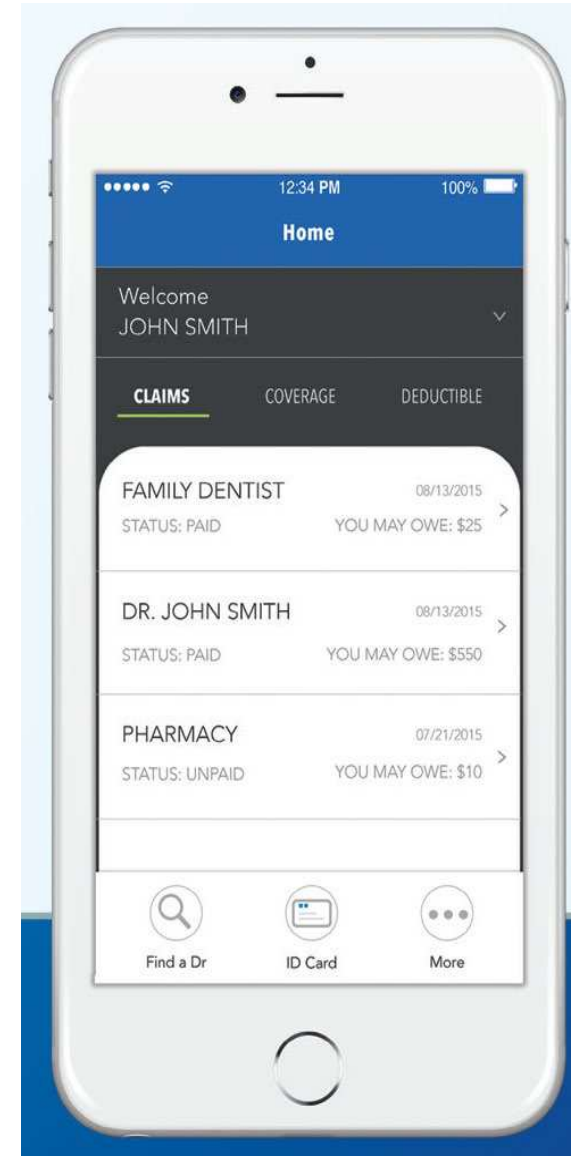 12:34 PM 100%
Home
Welcome
JOHN SMITH
CLAIMS COVERAGE DEDUCTIBLE
FAMILY DENTIST 08/13/2015
STATUS: PAID YOU MAY OWE: $25
DR. JOHN SMITH 08/13/2015
STATUS: PAID YOU MAY OWE: $550
PHARMACY 07/21/2015
STATUS: UNPAID YOU MAY OWE: $10
Find a Dr ID Card More